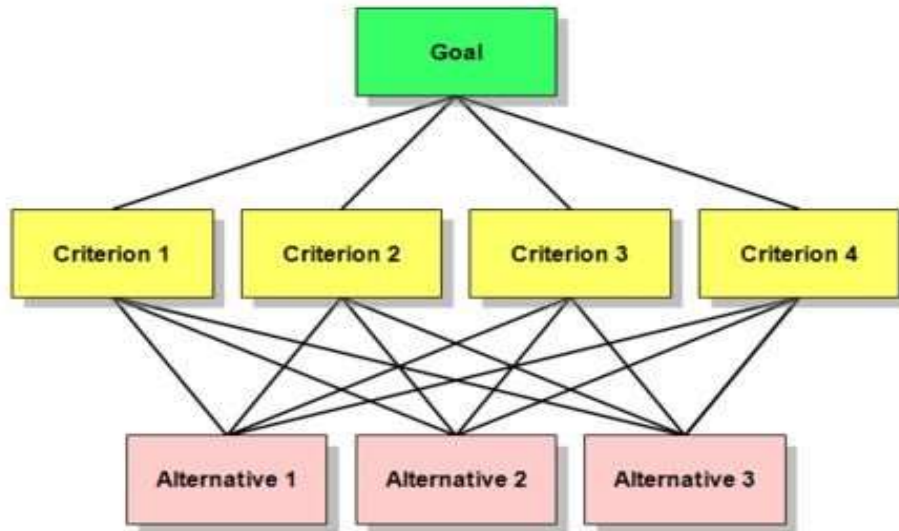 Goal
Criterion 1
Criterion 2
Criterion 3
Criterion 4
Alternative 1
Alternative 2
Alternative 3